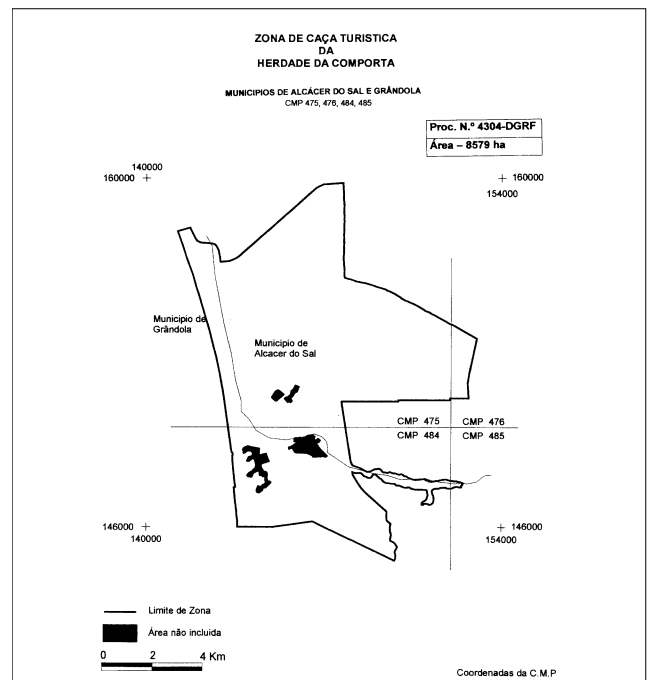 ZONA DE CAÇA TURISTICA
DA
HERDADE DA COMPORTA
MUNICIPIOS DE ALCÁCER DO SAL E GRÂNDOLA
CMP 475, 476, 484, 485
Proc. N.º 4304-DGRF
Área – 8579 ha
140000
160000
160000
154000
Municipio de
Grândola
Municipio de
Alcacer do Sal
CMP 475
CMP 476
CMP 484
CMP 485
146000
140000
146000
154000
Limite de Zona
Área não incluida
0 2 4 Km
Coordenadas da C.M.P